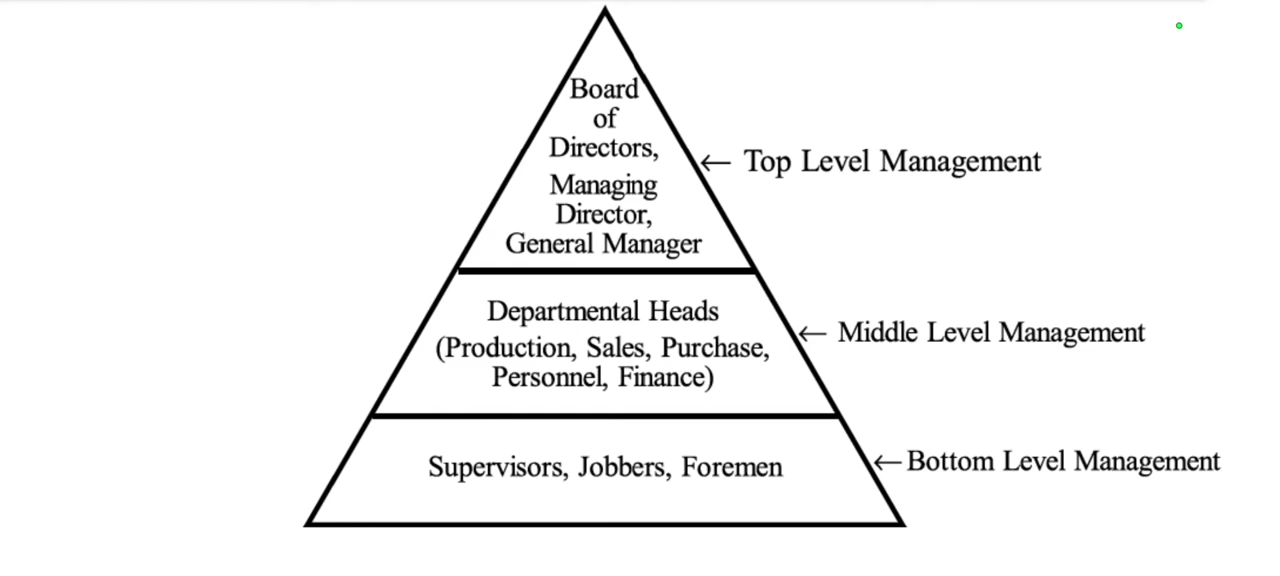 Board
of
Directors,
Managing
Director,
General Manager
← Top Level Management
Departmental Heads
(Production, Sales, Purchase,
Personnel, Finance)
← Middle Level Management
Supervisors, Jobbers, Foremen
←Bottom Level Management